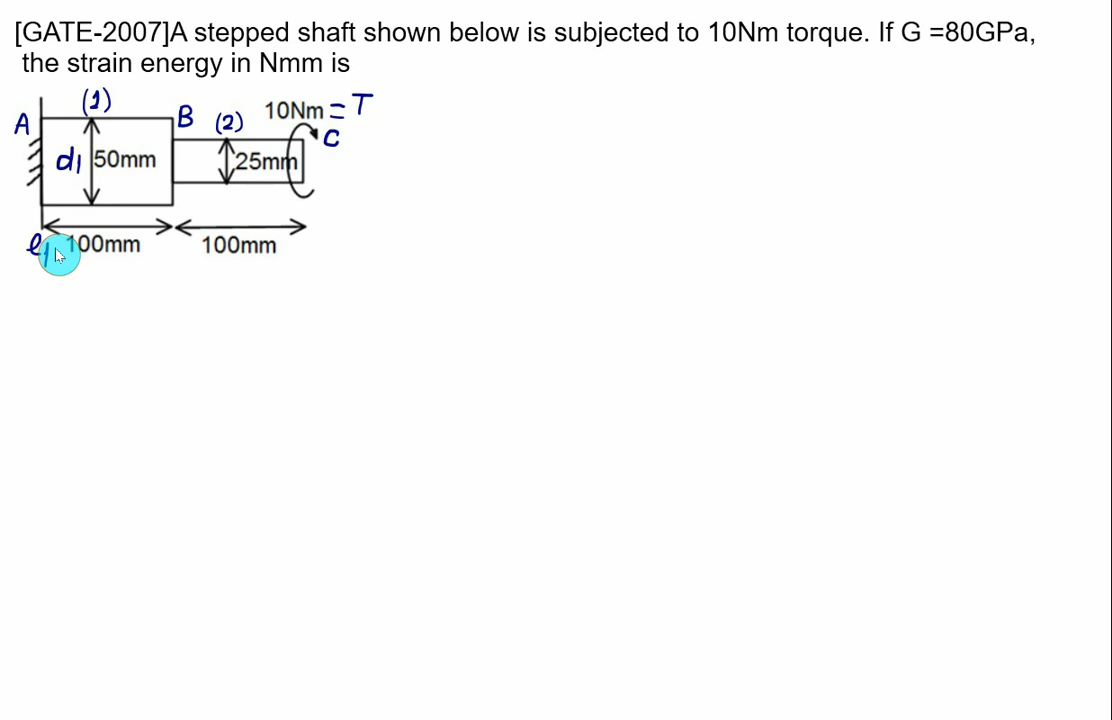 [GATE-2007]A stepped shaft shown below is subjected to 10Nm torque. If G =80GPa,
the strain energy in Nmm is
(1)
A
B (2) 10Nm = T
C
d1 50mm 25mm
l1 100mm 100mm